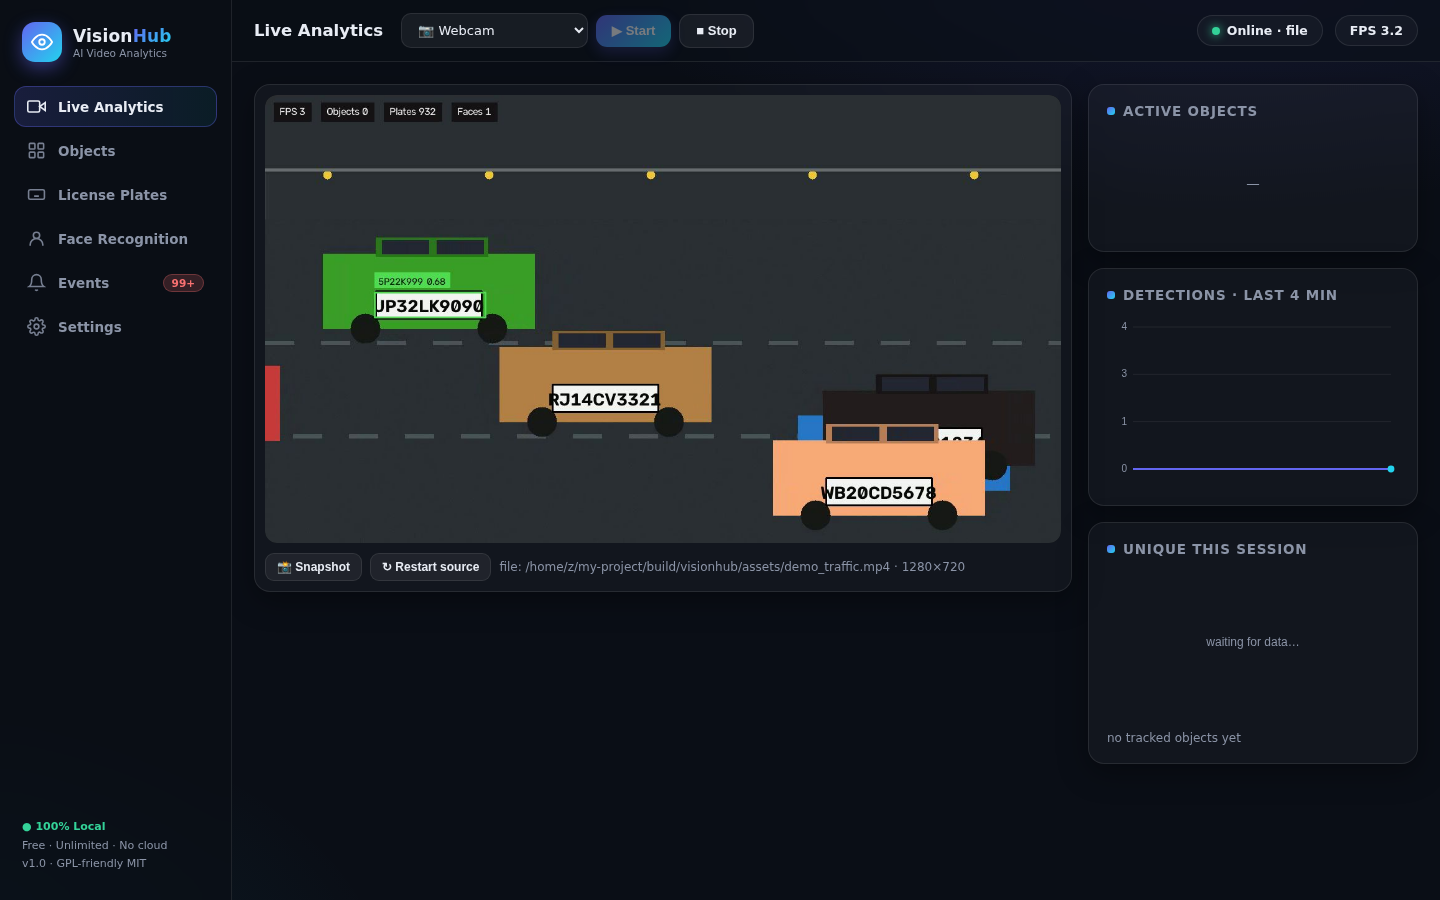 VisionHub
AI Video Analytics
Live Analytics
Objects
License Plates
Face Recognition
Events 99+
Settings
● 100% Local
Free · Unlimited · No cloud
v1.0 · GPL-friendly MIT
Live Analytics
📷 Webcam
▶ Start
■ Stop
Online · file
FPS 3.2
FPS 3 Objects 0 Plates 932 Faces 1
5P22K999 0.68
UP32LK9090
RJ14CV3321
WB20CD5678
📸 Snapshot
↻ Restart source
file: /home/z/my-project/build/visionhub/assets/demo_traffic.mp4 · 1280×720
ACTIVE OBJECTS
—
DETECTIONS · LAST 4 MIN
4
3
1
0
UNIQUE THIS SESSION
waiting for data…
no tracked objects yet